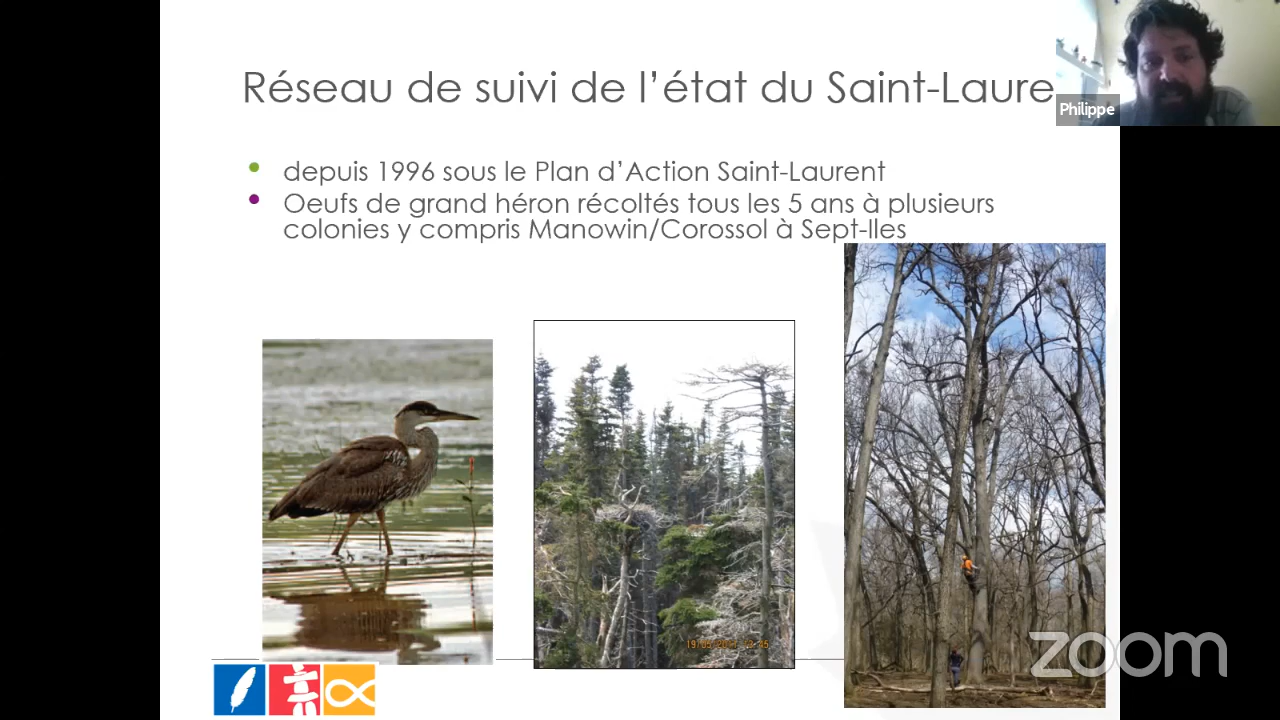 Réseau de suivi de l'état du Saint-Laure
Philippe
depuis 1996 sous le Plan d'Action Saint-Laurent
Oeufs de grand héron récoltés tous les 5 ans à plusieurs
colonies y compris Manowin/Corossol à Sept-Iles
zoom